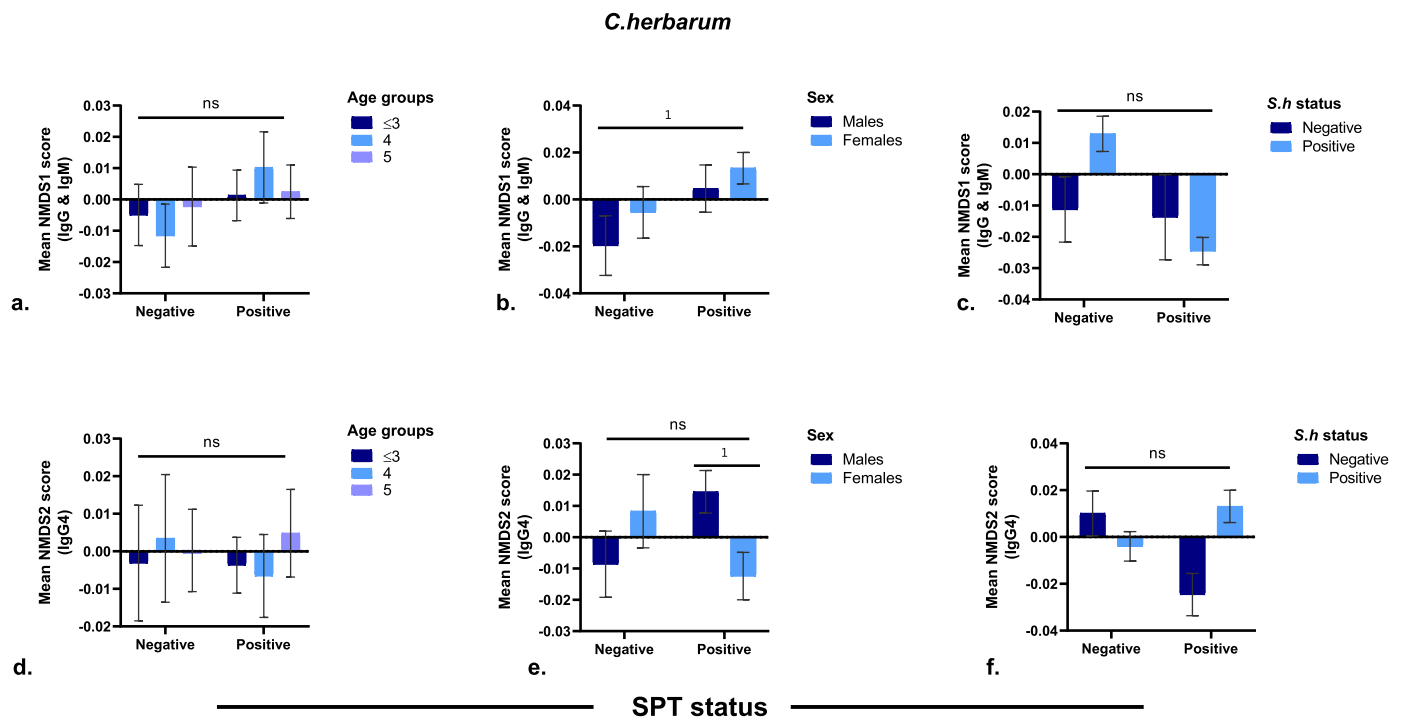 C.herbarum
ns
Age groups
≤3
4
5
Mean NMDS1 score
(IgG & IgM)
0.03
0.02
0.01
0.00
-0.01
-0.02
-0.03
Negative
Positive
a.
1
Sex
Males
Females
Mean NMDS1 score
(IgG & IgM)
0.04
0.02
0.00
-0.02
-0.04
Negative
Positive
b.
ns
S.h status
Negative
Positive
Mean NMDS1 score
(IgG & IgM)
0.02
0.01
0.00
-0.01
-0.02
-0.03
-0.04
Negative
Positive
c.
ns
Age groups
≤3
4
5
Mean NMDS2 score
(IgG4)
0.03
0.02
0.01
0.00
-0.01
-0.02
Negative
Positive
d.
ns
1
Sex
Males
Females
Mean NMDS2 score
(IgG4)
0.03
0.02
0.01
0.00
-0.01
-0.02
-0.03
Negative
Positive
e.
ns
S.h status
Negative
Positive
Mean NMDS2 score
(IgG4)
0.04
0.02
0.00
-0.02
-0.04
Negative
Positive
f.
SPT status